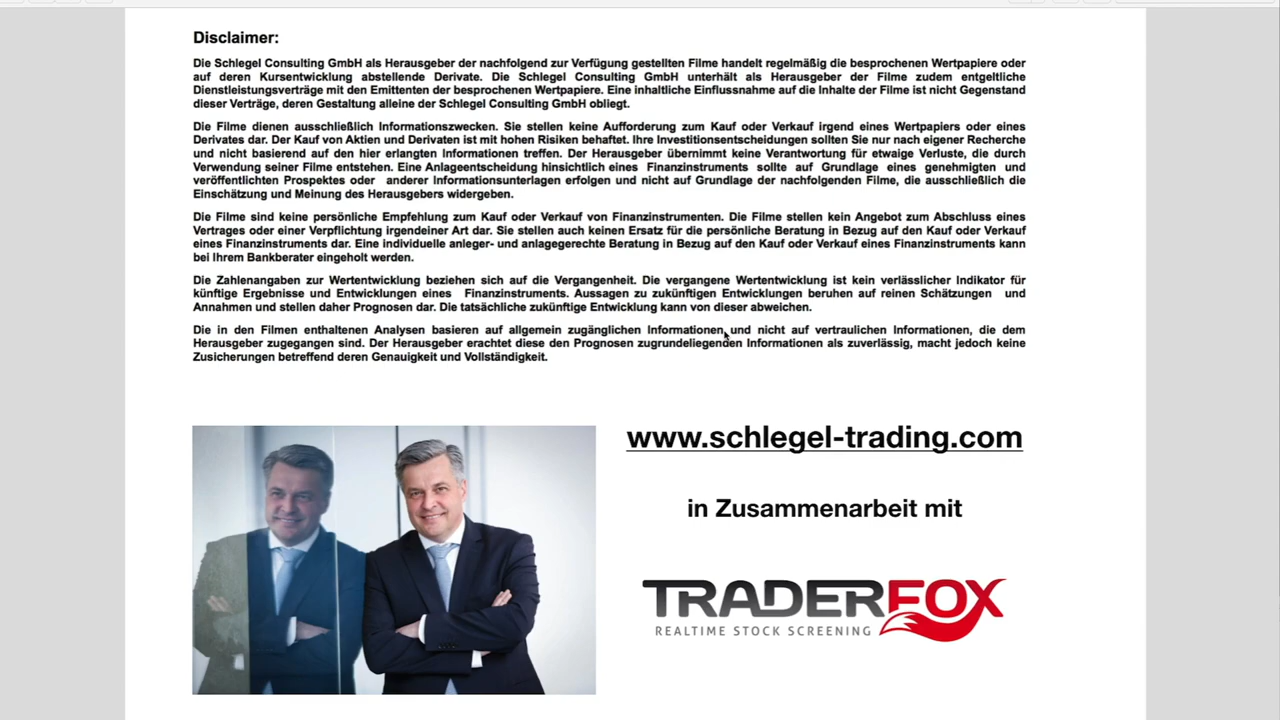 Disclaimer:
Die Schlegel Consulting GmbH als Herausgeber der nachfolgend zur Verfügung gestellten Filme handelt regelmäßig die besprochenen Wertpapiere oder
auf deren Kursentwicklung abstellende Derivate. Die Schlegel Consulting GmbH unterhält als Herausgeber der Filme zudem entgeltliche
Dienstleistungsverträge mit den Emittenten der besprochenen Wertpapiere. Eine inhaltliche Einflussnahme auf die Inhalte der Filme ist nicht Gegenstand
dieser Verträge, deren Gestaltung alleine der Schlegel Consulting GmbH obliegt.
Die Filme dienen ausschließlich Informationszwecken. Sie stellen keine Aufforderung zum Kauf oder Verkauf irgend eines Wertpapiers oder eines
Derivates dar. Der Kauf von Aktien und Derivaten ist mit hohen Risiken behaftet. Ihre Investitionsentscheidungen sollten Sie nur nach eigener Recherche
und nicht basierend auf den hier erlangten Informationen treffen. Der Herausgeber übernimmt keine Verantwortung für etwaige Verluste, die durch
Verwendung seiner Filme entstehen. Eine Anlageentscheidung hinsichtlich eines Finanzinstruments sollte auf Grundlage eines genehmigten und
veröffentlichten Prospektes oder anderer Informationsunterlagen erfolgen und nicht auf Grundlage der nachfolgenden Filme, die ausschließlich die
Einschätzung und Meinung des Herausgebers widergeben.
Die Filme sind keine persönliche Empfehlung zum Kauf oder Verkauf von Finanzinstrumenten. Die Filme stellen kein Angebot zum Abschluss eines
Vertrages oder einer Verpflichtung irgendeiner Art dar. Sie stellen auch keinen Ersatz für die persönliche Beratung in Bezug auf den Kauf oder Verkauf
eines Finanzinstruments dar. Eine individuelle anleger- und anlagegerechte Beratung in Bezug auf den Kauf oder Verkauf eines Finanzinstruments kann
bei Ihrem Bankberater eingeholt werden.
Die Zahlenangaben zur Wertentwicklung beziehen sich auf die Vergangenheit. Die vergangene Wertentwicklung ist kein verlässlicher Indikator für
künftige Ergebnisse und Entwicklungen eines Finanzinstruments. Aussagen zu zukünftigen Entwicklungen beruhen auf reinen Schätzungen und
Annahmen und stellen daher Prognosen dar. Die tatsächliche zukünftige Entwicklung kann von dieser abweichen.
Die in den Filmen enthaltenen Analysen basieren auf allgemein zugänglichen Informationen und nicht auf vertraulichen Informationen, die dem
Herausgeber zugegangen sind. Der Herausgeber erachtet diese den Prognosen zugrundeliegenden Informationen als zuverlässig, macht jedoch keine
Zusicherungen betreffend deren Genauigkeit und Vollständigkeit.
www.schlegel-trading.com
in Zusammenarbeit mit
TRADERFOX
REALTIME STOCK SCREENING